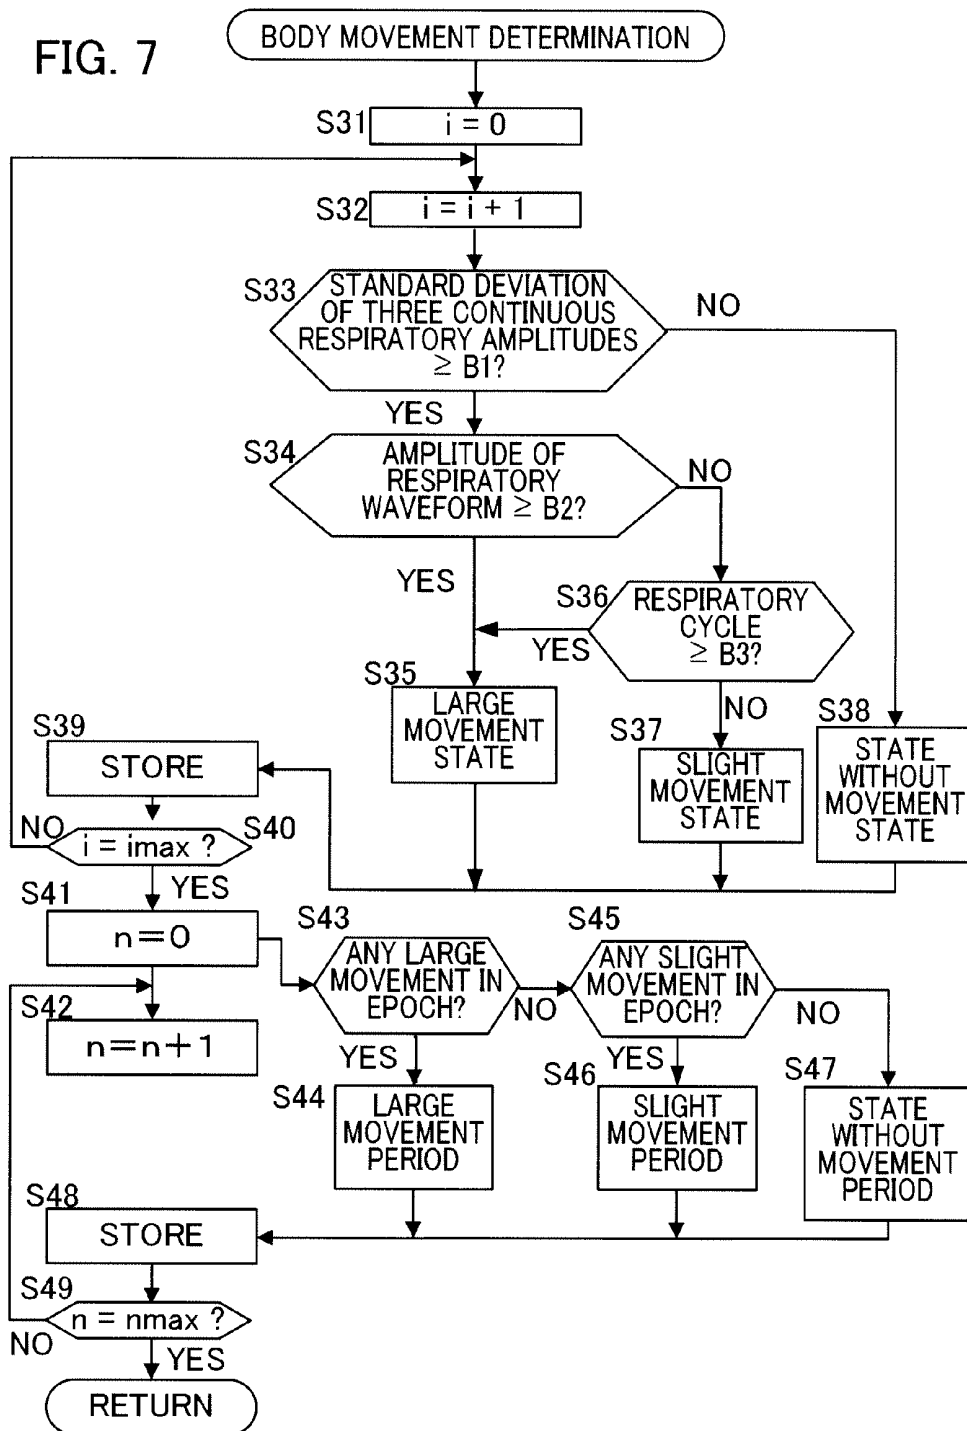 FIG. 7
BODY MOVEMENT DETERMINATION
S31
i = 0
S32
i = i + 1
S33
STANDARD DEVIATION
OF THREE CONTINUOUS
RESPIRATORY AMPLITUDES
≥ B1?
NO
YES
S34
AMPLITUDE OF
RESPIRATORY
WAVEFORM ≥ B2?
NO
YES
S36
RESPIRATORY
CYCLE
≥ B3?
YES
NO
S35
LARGE
MOVEMENT
STATE
S37
SLIGHT
MOVEMENT
STATE
S38
STATE
WITHOUT
MOVEMENT
STATE
S39
STORE
S40
i = imax ?
NO
YES
S41
n=0
S42
n=n+1
S43
ANY LARGE
MOVEMENT IN
EPOCH?
NO
YES
S44
LARGE
MOVEMENT
PERIOD
S45
ANY SLIGHT
MOVEMENT IN
EPOCH?
NO
YES
S46
SLIGHT
MOVEMENT
PERIOD
S47
STATE
WITHOUT
MOVEMENT
PERIOD
S48
STORE
S49
n = nmax ?
NO
YES
RETURN